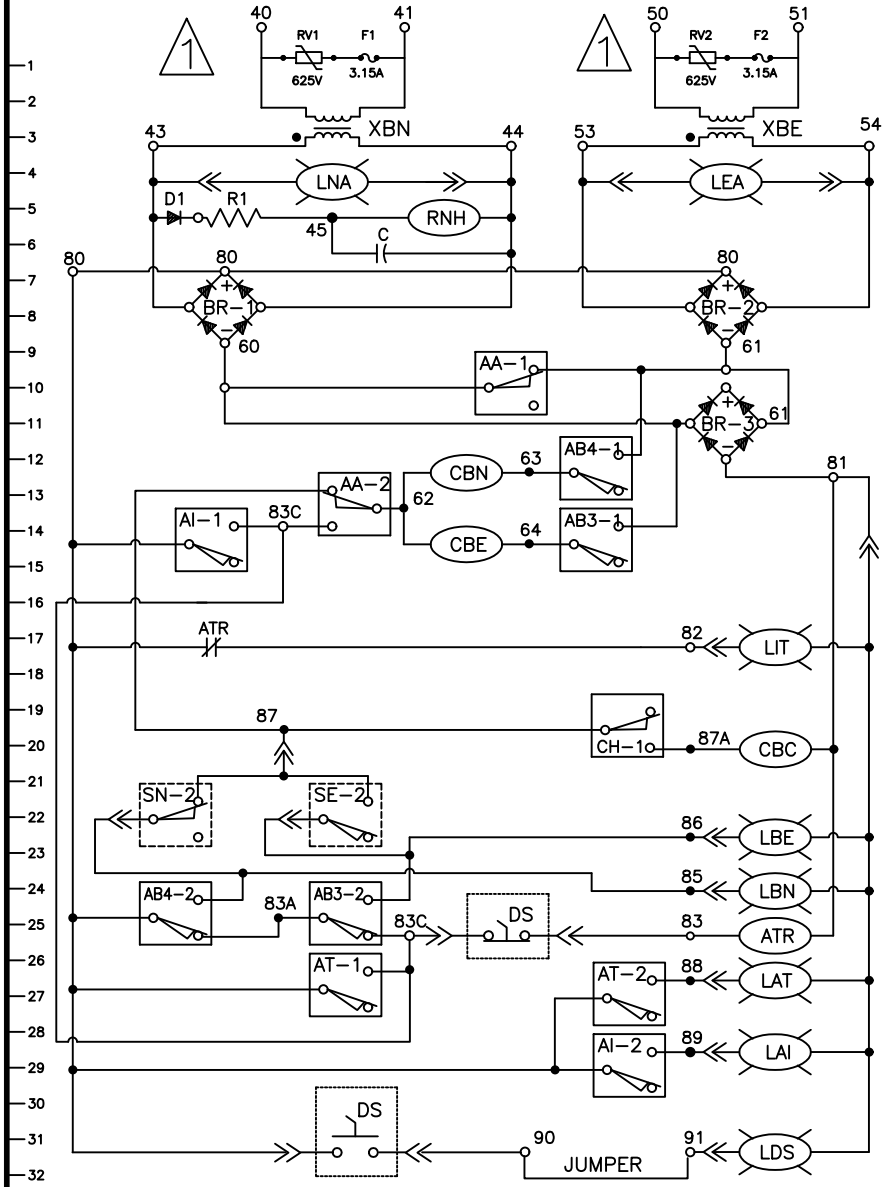 40 41 50 51
RV1 F1 RV2 F2
1 1
1
625V 3.15A 625V 3.15A
2
XBN XBE
3 43 44 53 54
4
LNA LEA
D1 R1
5
45 RNH
C
6
80 80 80
7
BR-1 + BR-2 +
8
- -
60 61
9
AA-1
10
+
11
BR-3 61
AB4-1
-
12
CBN 63 81
AA-2
13
62
AI-1 83C AB3-1
14
CBE 64
15
16
ATR 82
17
LIT
18
19
87
20
CH-1 87A CBC
21
SN-2 SE-2
22
86 LBE
23
85 LBN
24
AB4-2 83A AB3-2
83C DS 83
25
ATR
26
AT-1 AT-2 88 LAT
27
28
AI-2 89 LAI
29
30
DS
31
90 91 LDS
JUMPER
32